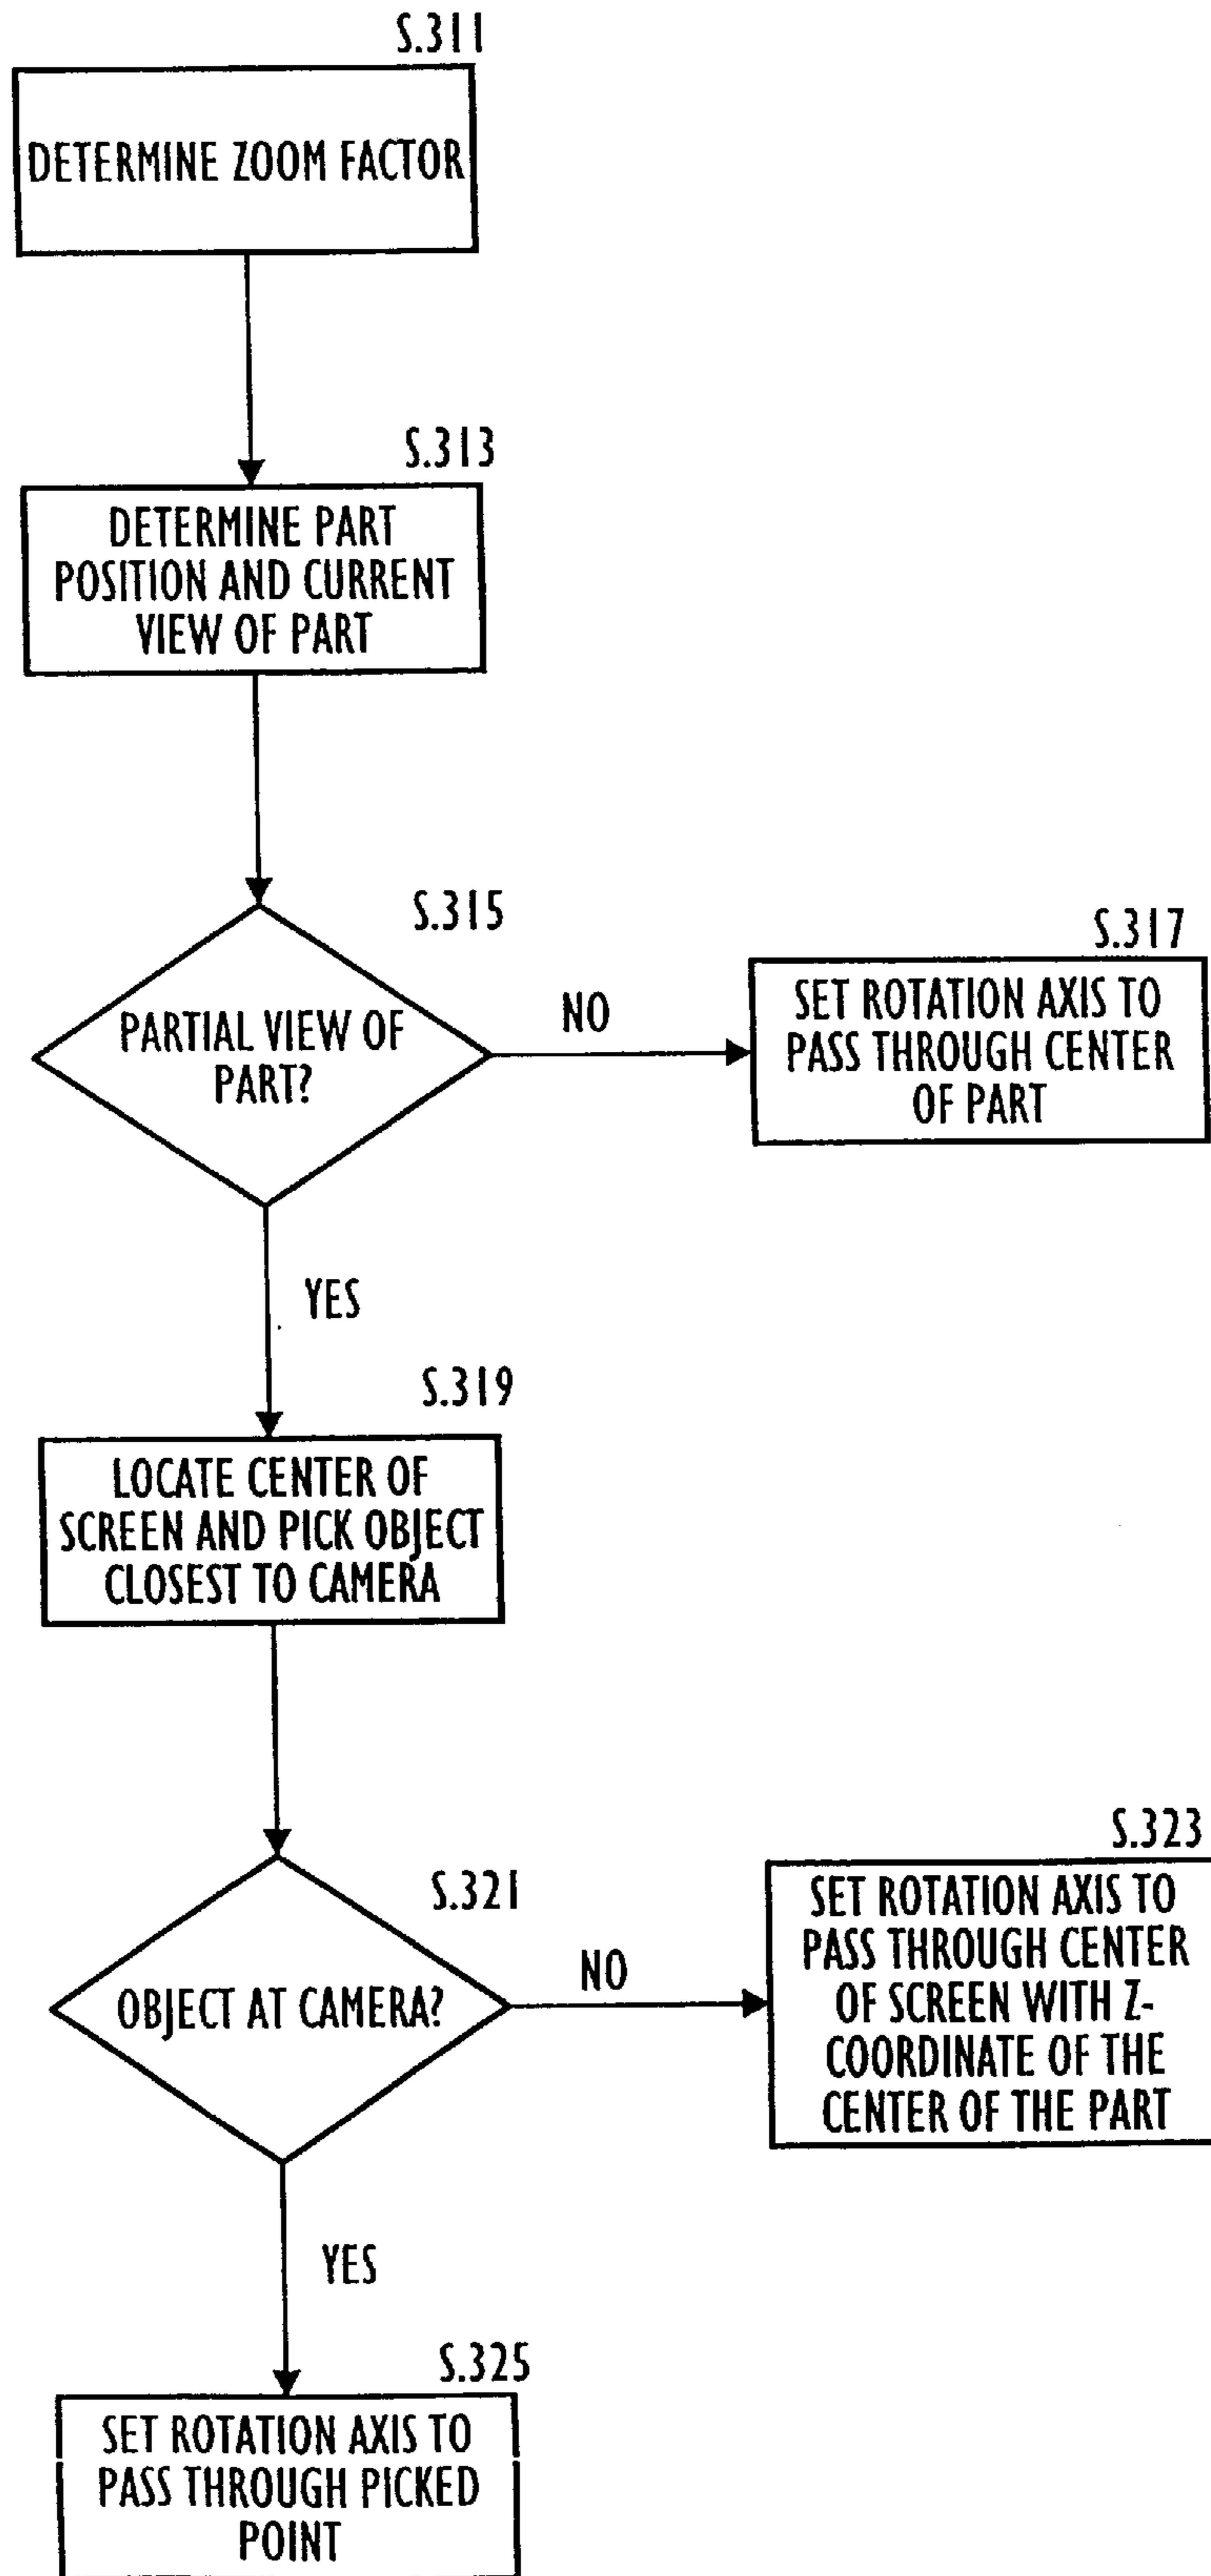 S.311
DETERMINE ZOOM FACTOR
S.313
DETERMINE PART
POSITION AND CURRENT
VIEW OF PART
S.315
PARTIAL VIEW OF
PART?
NO
S.317
SET ROTATION AXIS TO
PASS THROUGH CENTER
OF PART
YES
S.319
LOCATE CENTER OF
SCREEN AND PICK OBJECT
CLOSEST TO CAMERA
S.321
OBJECT AT CAMERA?
NO
S.323
SET ROTATION AXIS TO
PASS THROUGH CENTER
OF SCREEN WITH Z-
COORDINATE OF THE
CENTER OF THE PART
YES
S.325
SET ROTATION AXIS TO
PASS THROUGH PICKED
POINT